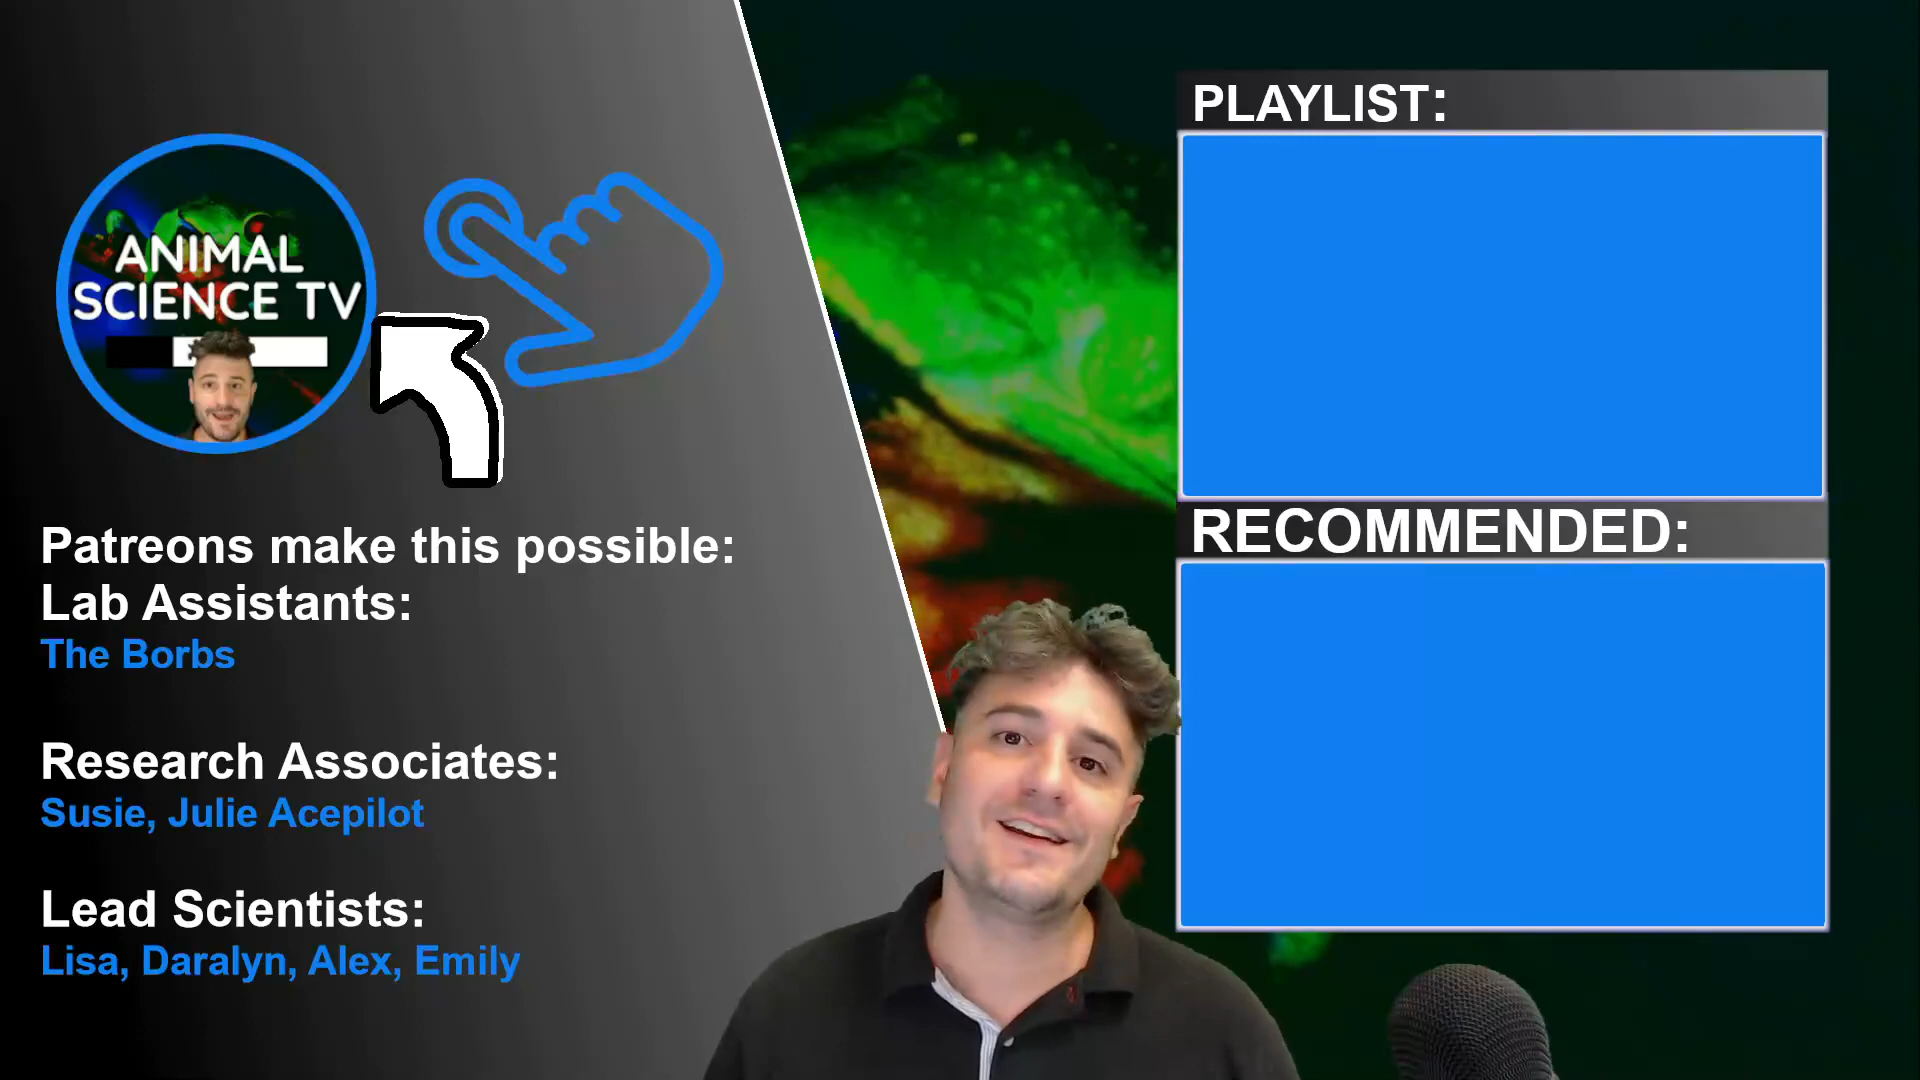 ANIMAL
SCIENCE TV
Patreons make this possible:
Lab Assistants:
The Borbs
Research Associates:
Susie, Julie Acepilot
Lead Scientists:
Lisa, Daralyn, Alex, Emily
PLAYLIST:
RECOMMENDED: